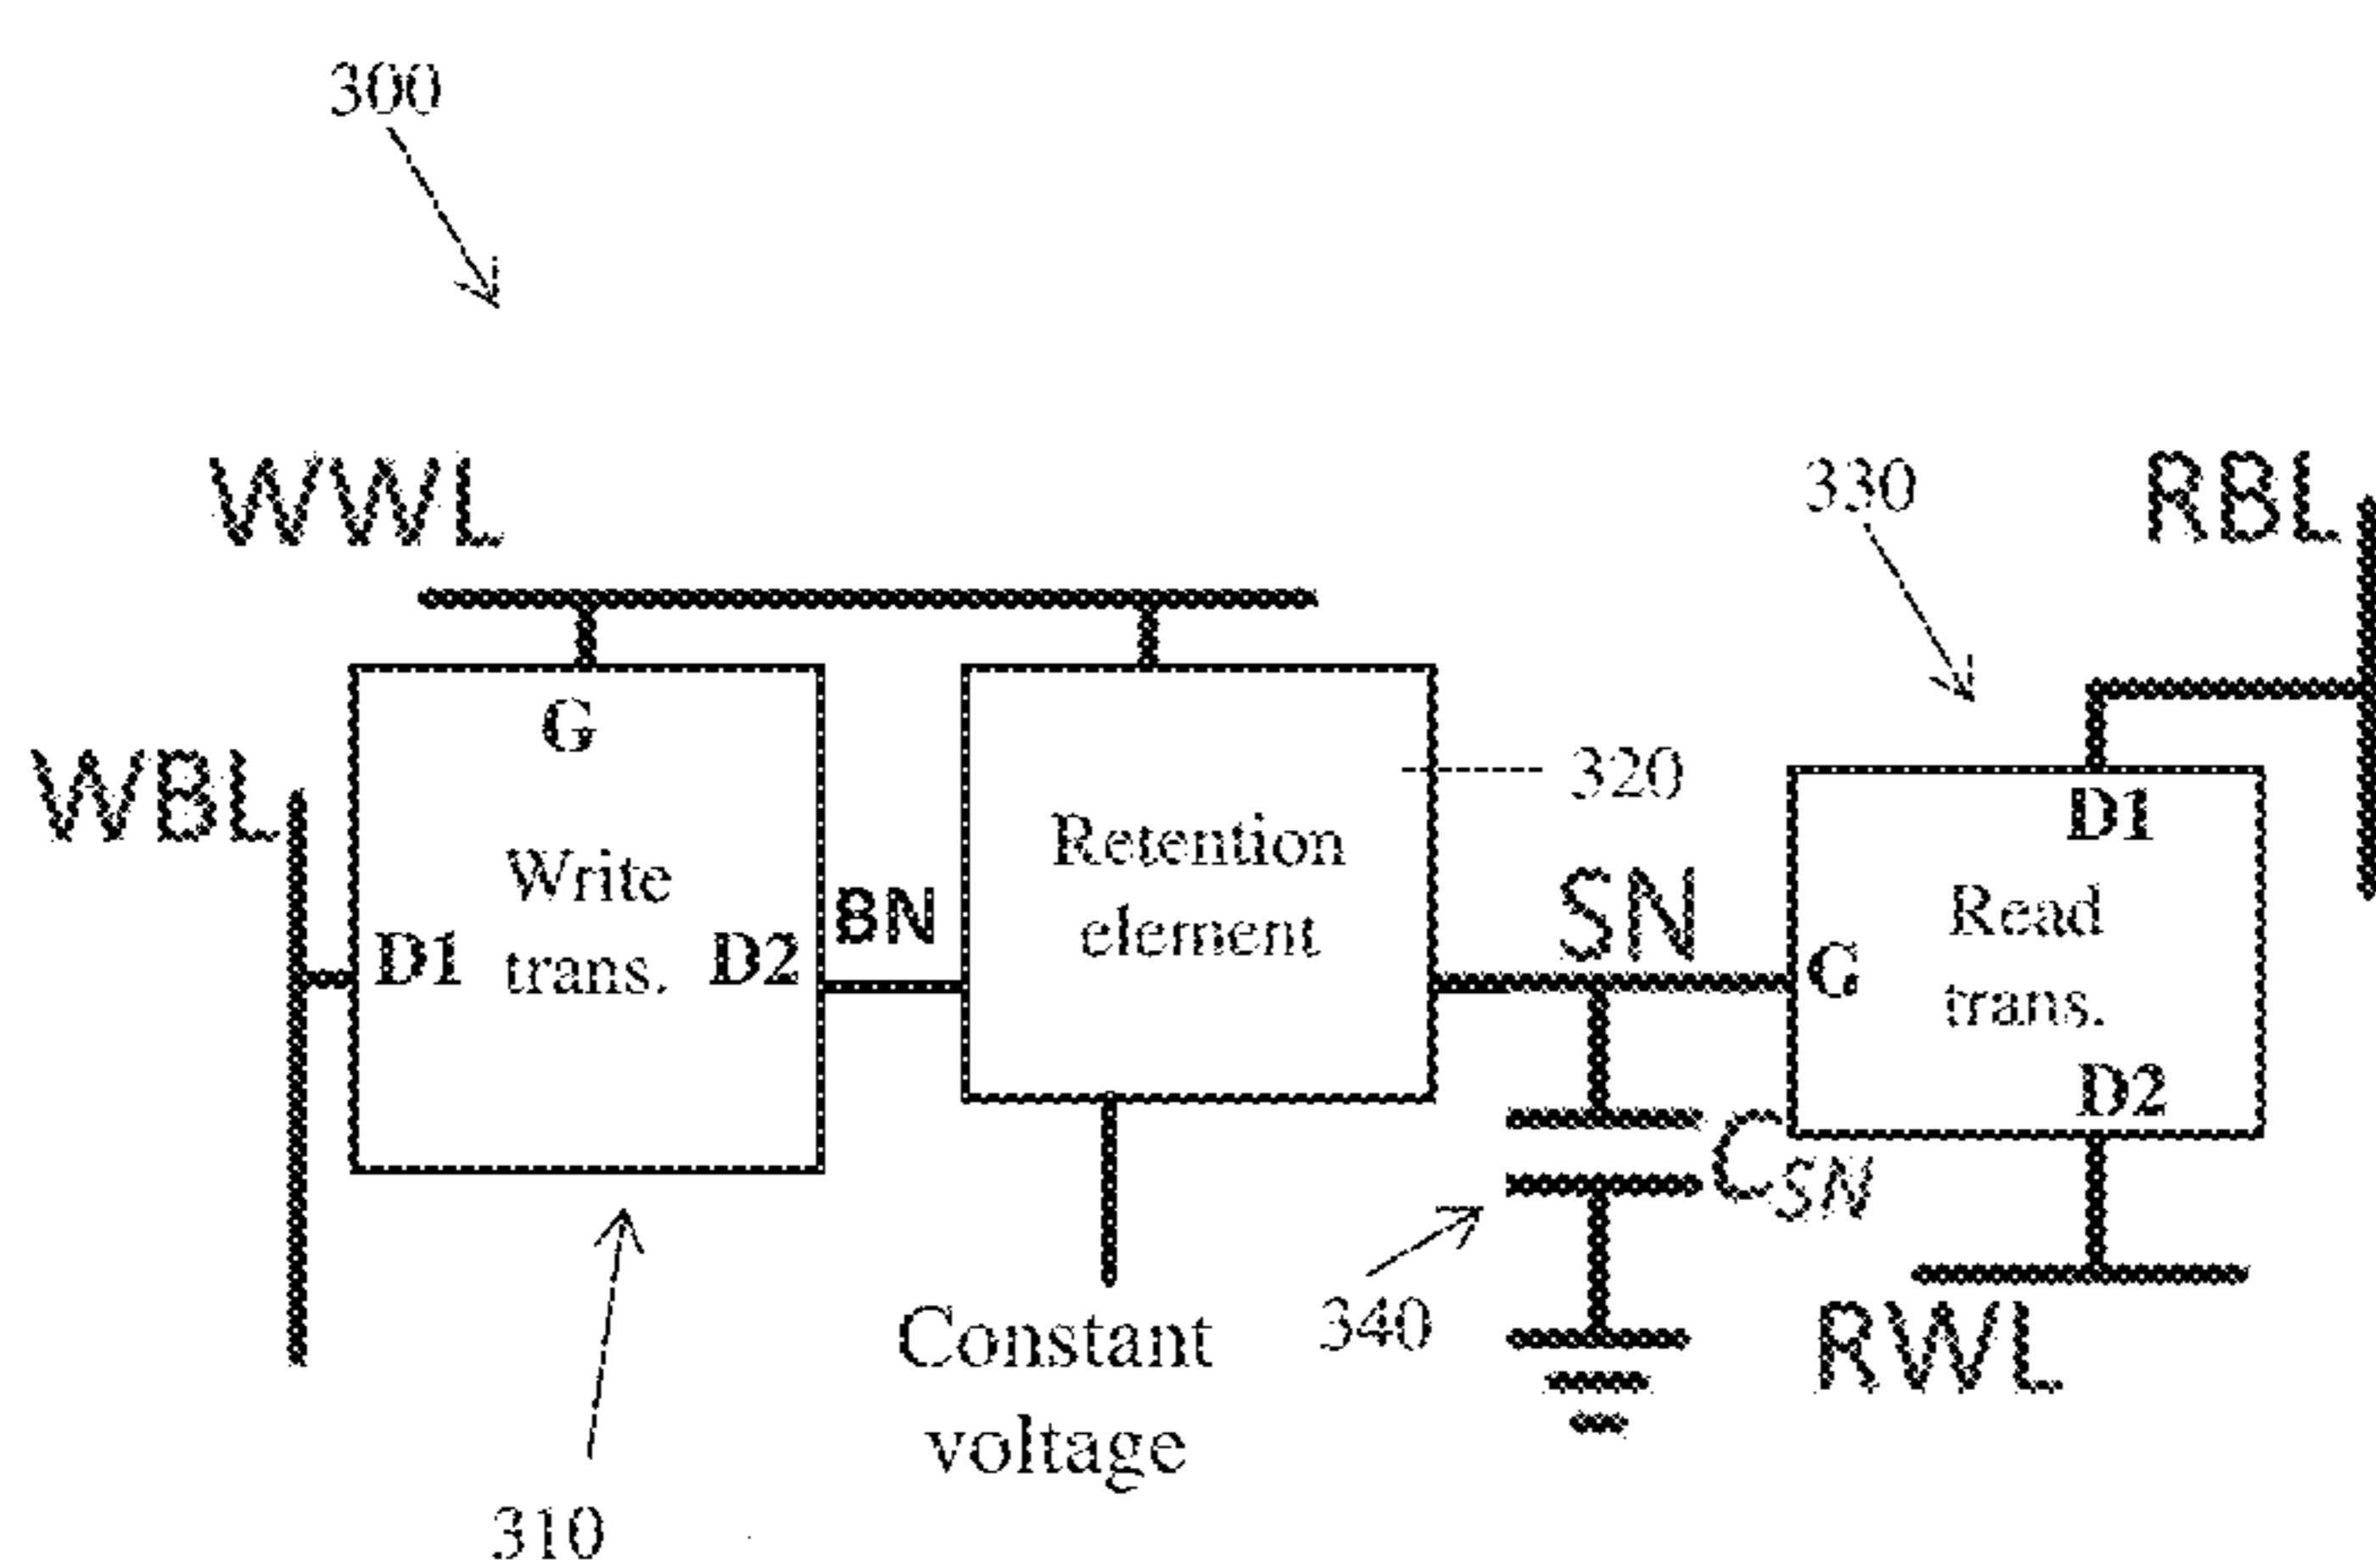 300
WWL
330
RBL
G
WBL
320
D1
Retention
element
Write
trans.
D1
D2
BN
SN
Read
trans.
G
D2
CSN
340
Constant
voltage
RWL
310